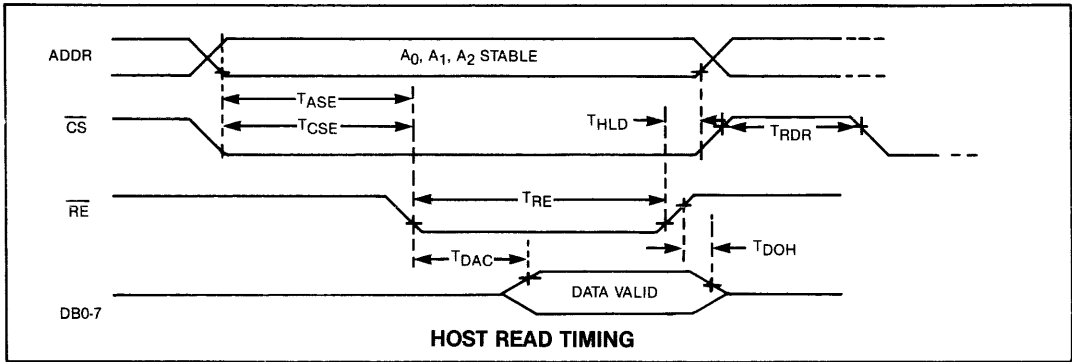 ADDR
A0, A1, A2 STABLE
TASE
CS
TCSE
THLD
TRDR
RE
TRE
TDAC
TDOH
DB0-7
DATA VALID
HOST READ TIMING